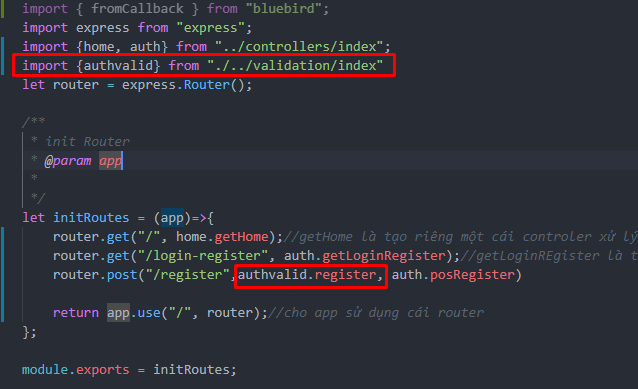 import { fromCallback } from "bluebird";
import express from "express";
import {home, auth} from "../controllers/index";
import {authvalid} from "./../validation/index"
let router = express.Router();
/**
* init Router
* @param app
*
*/
let initRoutes = (app)=>{
router.get("/", home.getHome);//getHome là tạo riêng một cái controler xử lý
router.get("/login-register", auth.getLoginRegister);//getLoginREgister là t
router.post("/register",authvalid.register, auth.posRegister)
return app.use("/", router);//cho app sử dụng cái router
};
module.exports = initRoutes;